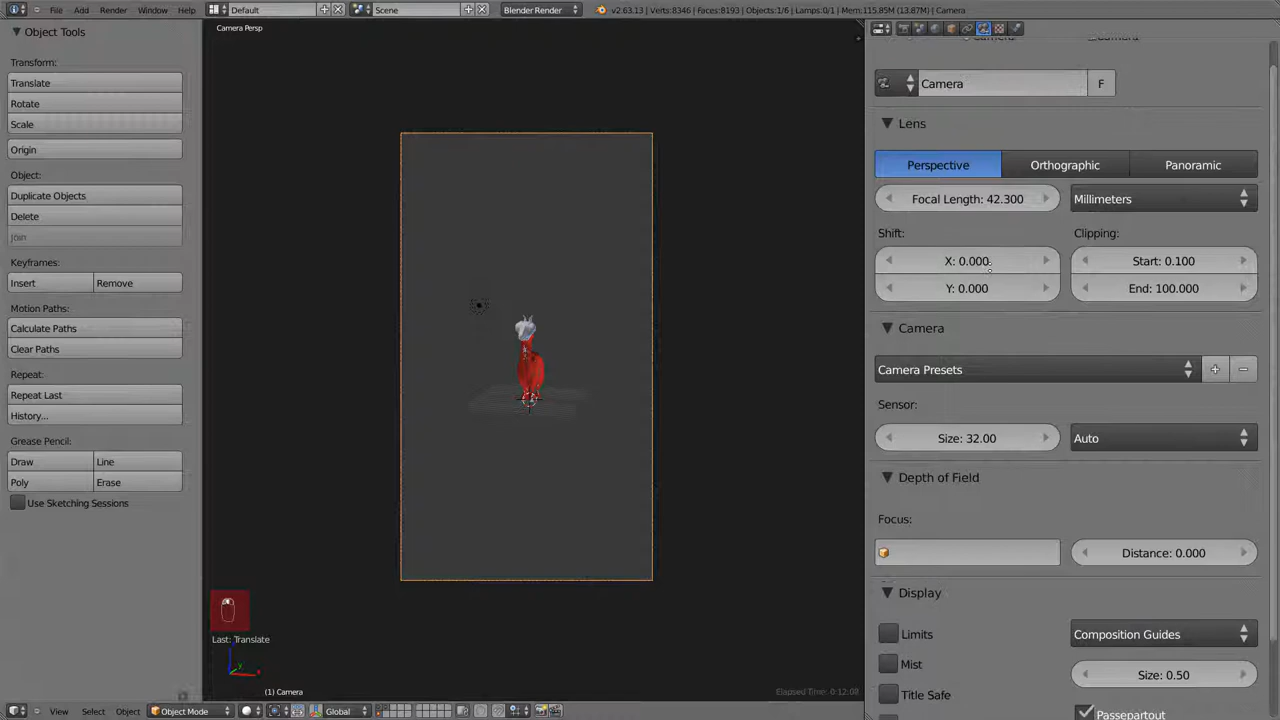 File Add Render Window Help Default Scene Blender Render v2.63.13 | Verts:8346 | Faces:8193 | Objects:1/6 | Lamps:0/1 | Mem:115.85M (13.87M) | Camera
Object Tools
Transform:
Translate
Rotate
Scale
Origin
Object:
Duplicate Objects
Delete
Join
Keyframes:
Insert Remove
Motion Paths:
Calculate Paths
Clear Paths
Repeat:
Repeat Last
History...
Grease Pencil:
Draw Line
Poly Erase
Use Sketching Sessions
Camera Persp
Last: Translate
(1) Camera
Elapsed Time: 0:12:09
View Select Object Object Mode Global
Camera F
Lens
Perspective Orthographic Panoramic
Focal Length: 42.300 Millimeters
Shift: Clipping:
X: 0.000 Start: 0.100
Y: 0.000 End: 100.000
Camera
Camera Presets
Sensor:
Size: 32.00 Auto
Depth of Field
Focus:
Distance: 0.000
Display
Limits Composition Guides
Mist Size: 0.50
Title Safe
Passepartout